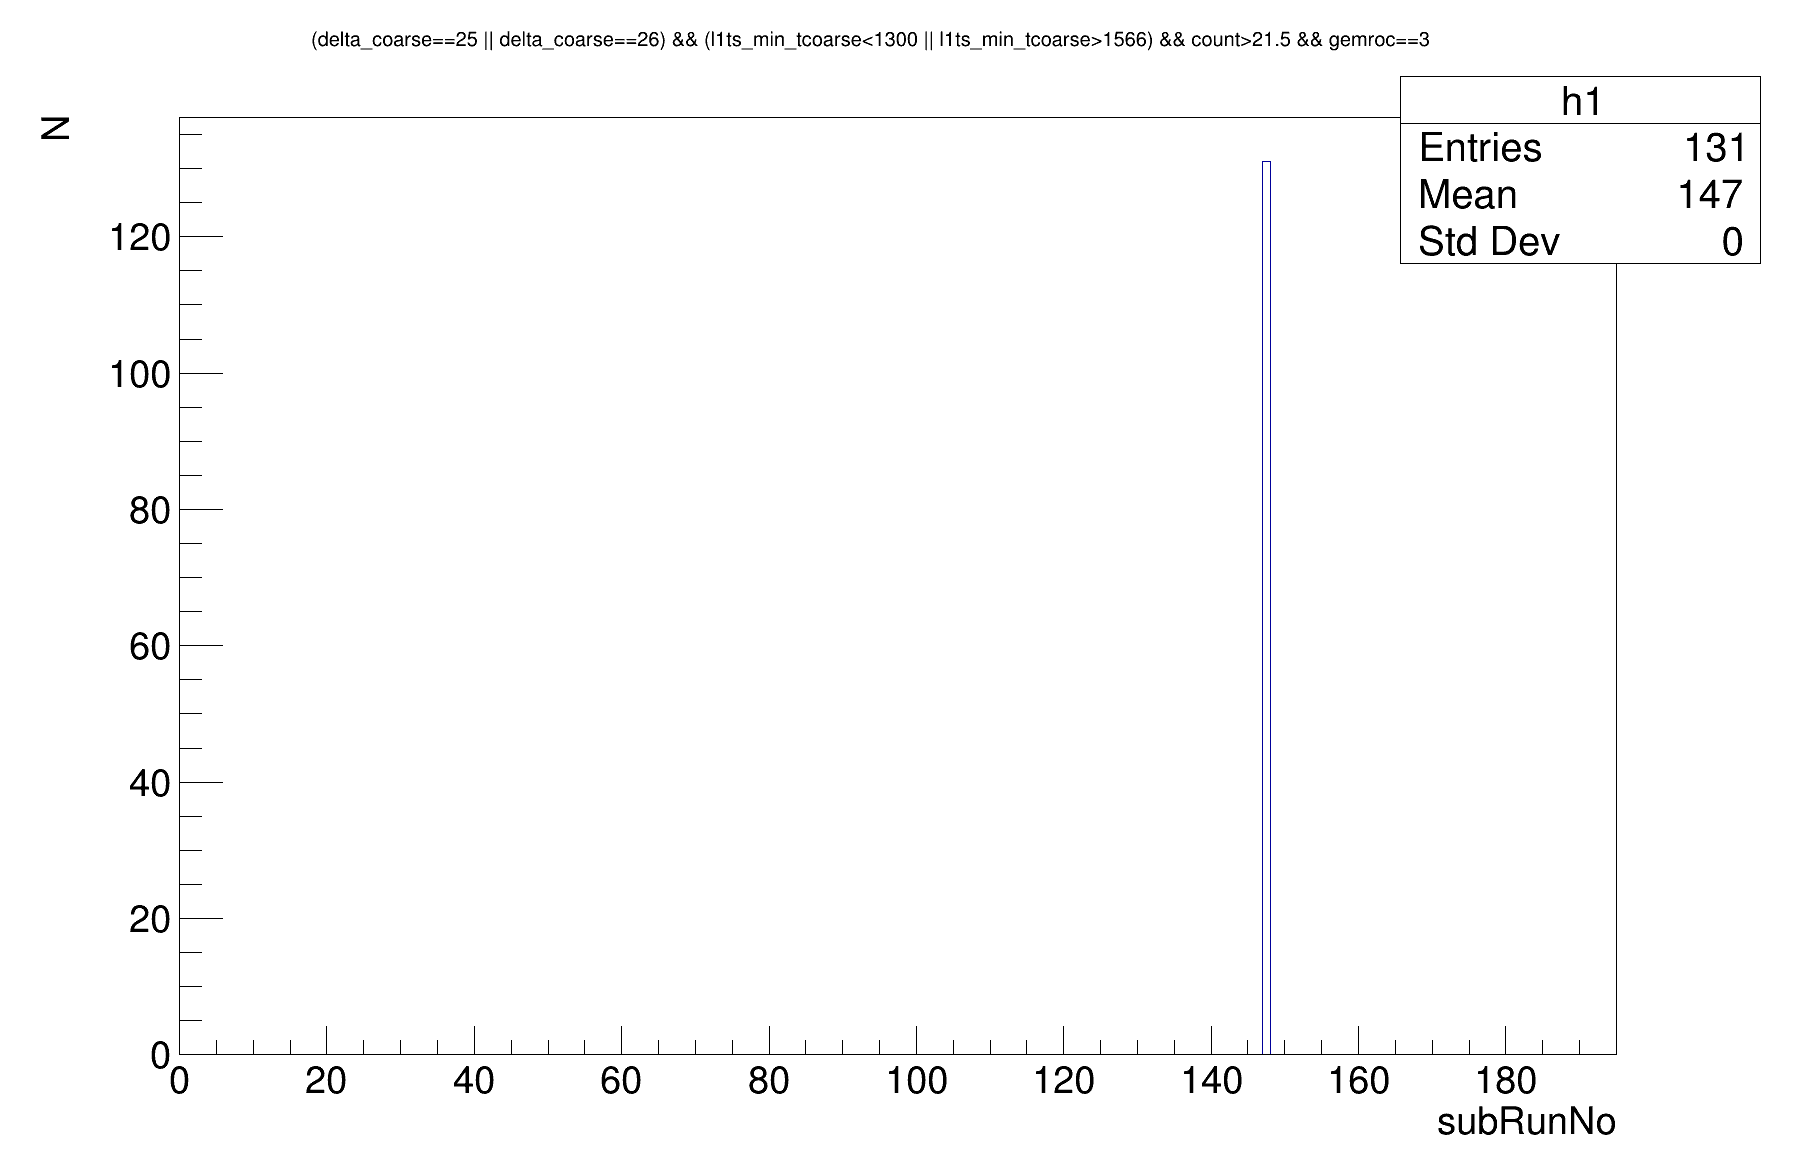 (delta_coarse==25 || delta_coarse==26) && (l1ts_min_tcoarse<1300 || l1ts_min_tcoarse>1566) && count>21.5 && gemroc==3
N
h1
Entries 131
Mean 147
Std Dev 0
120
100
80
60
40
20
0
0 20 40 60 80 100 120 140 160 180
subRunNo